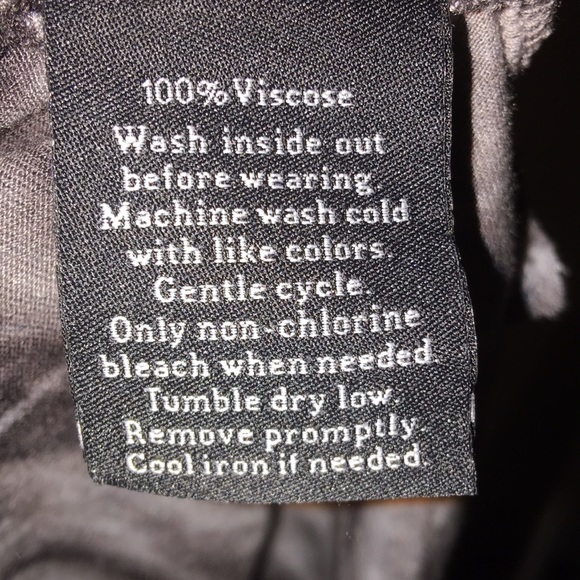 100% Viscose
Wash inside out
before wearing.
Machine wash cold
with like colors.
Gentle cycle.
Only non-chlorine
bleach when needed.
Tumble dry low.
Remove promptly.
Cool iron if needed.